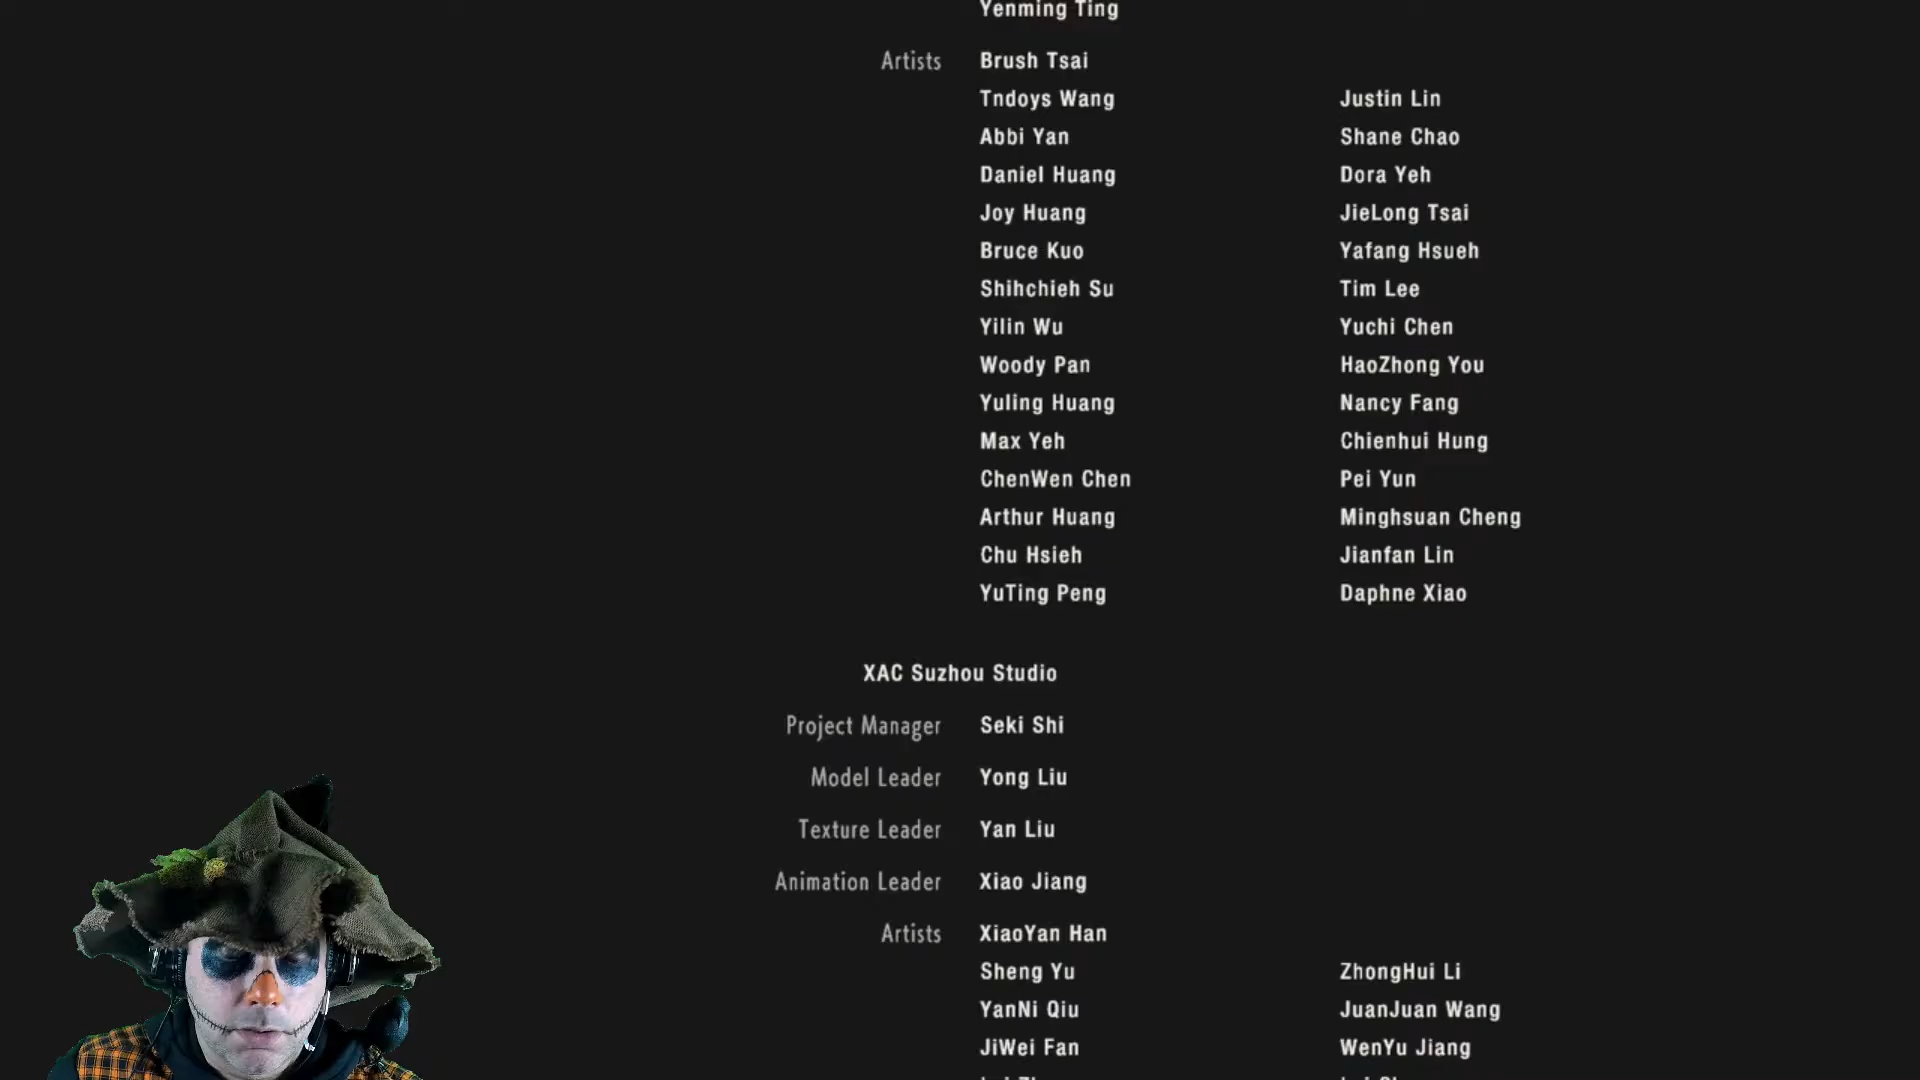 Yenming Ting
Artists Brush Tsai
Tndoys Wang Justin Lin
Abbi Yan Shane Chao
Daniel Huang Dora Yeh
Joy Huang JieLong Tsai
Bruce Kuo Yafang Hsueh
Shihchieh Su Tim Lee
Yilin Wu Yuchi Chen
Woody Pan HaoZhong You
Yuling Huang Nancy Fang
Max Yeh Chienhui Hung
ChenWen Chen Pei Yun
Arthur Huang Minghsuan Cheng
Chu Hsieh Jianfan Lin
YuTing Peng Daphne Xiao
XAC Suzhou Studio
Project Manager Seki Shi
Model Leader Yong Liu
Texture Leader Yan Liu
Animation Leader Xiao Jiang
Artists XiaoYan Han
Sheng Yu ZhongHui Li
YanNi Qiu JuanJuan Wang
JiWei Fan WenYu Jiang